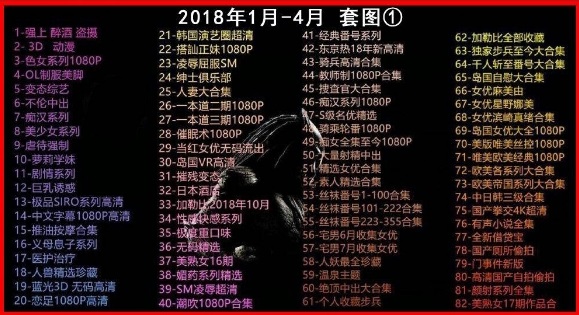 2018年1月-4月 套图①
1-强上 醉酒 盗摄
2- 3D 动漫
3-色女系列1080P
4-OL制服美脚
5-变态综艺
6-不伦中出
7-痴汉系列
8-美少女系列
9-虐待强制
10-萝莉学妹
11-剧情系列
12-巨乳诱惑
13-极品SIRO系列高清
14-中文字幕1080P高清
15-推油按摩合集
16-义母息子系列
17-医护治疗
18-人兽精选珍藏
19-蓝光3D 无码高清
20-恋足1080P高清
21-韩国演艺圈超清
22-搭訕正妹1080P
23-凌辱屈服SM
24-绅士俱乐部
25-人妻大合集
26-一本道二期1080P
27-一本道三期1080P
28-催眠术1080P
29-当红女优无码流出
30-岛国VR高清
31-摧残变态
32-日本酒店
33-加勒比2018年10月
34-性感快感系列
35-极重口味
36-无码精选
37-美熟女16期
38-媚药系列精选
39-SM凌辱超清
40-潮吹1080P合集
41-经典番号系列
42-东京热18年新高清
43-骑兵高清合集
44-教师制1080P合集
45-搜查官大合集
46-痴汉系列1080P
47-S级名优精选
48-骑兵轮番1080P
49-痴女全集至今1080P
50-大量射精中出
51-精选女优合集
52-素人精选合集
53-丝袜番号1-100合集
54-丝袜番号101-222合集
55-丝袜番号223-355合集
56-宅男6月收集女优
57-宅男7月收集女优
58-人妖最全珍藏
59-温泉主题
60-绝顶中出大合集
61-个人收藏步兵
62-加勒比全部收藏
63-独家步兵至今大合集
64-千人斩至番号大合集
65-岛国自慰大合集
66-女优麻美由
67-女优星野娜美
68-女优滨崎真绪合集
69-岛国女优大全1080P
70-美版唯美丝控1080P
71-唯美欧美经典1080P
72-欧美各系列大合集
73-欧美帝国系列大合集
74-中日韩三级合集
75-国产拳交4K超清
76-有声小说全集
77-全新借贷宝
78-国产厕所偷拍
79-门事件新版
80-高清国产自拍偷拍
81-颜射系列全集
82-美熟女17期作品合